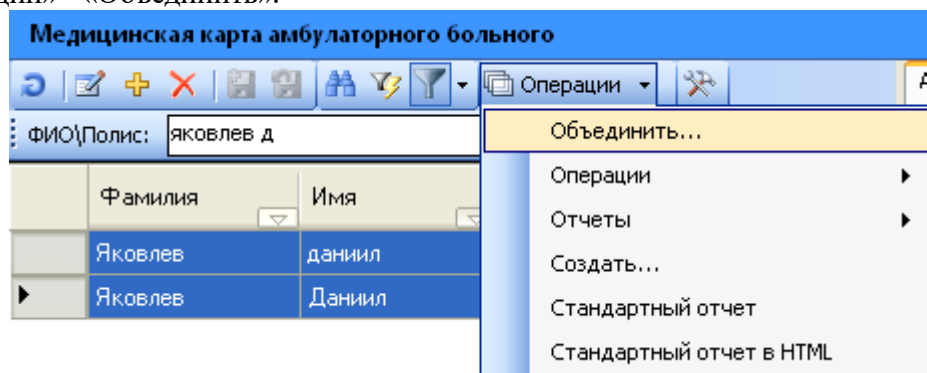 «Объединить».
Медицинская карта амбулаторного больного
Операции
ФИО\Полис: яковлев д
Объединить...
Операции
Фамилия Имя
Отчеты
Яковлев даниил
Создать...
Яковлев Даниил
Стандартный отчет
Стандартный отчет в HTML